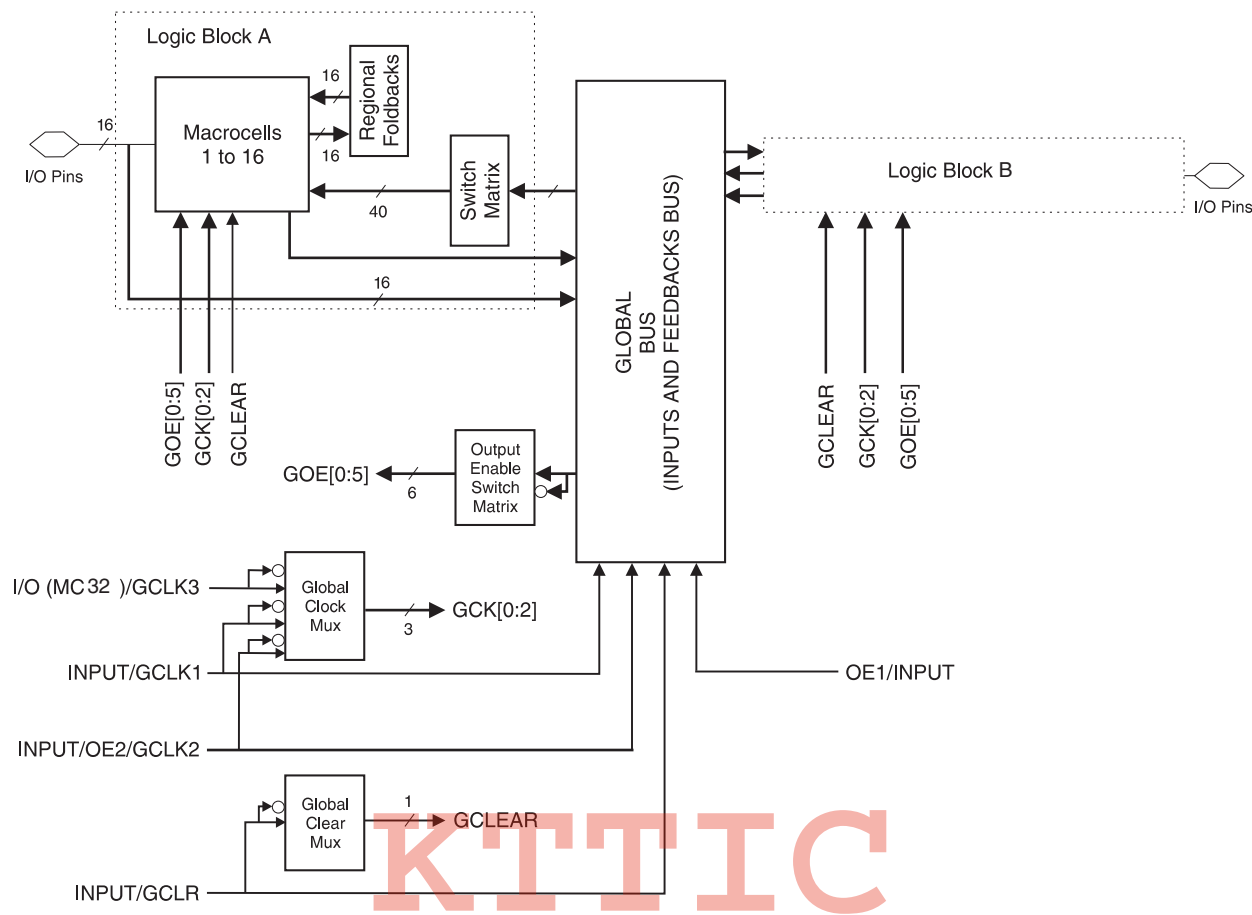 Logic Block A
16
Regional
Foldbacks
16
Macrocells
1 to 16
16
I/O Pins
Switch
Matrix
40
16
GOE[0:5]
GCK[0:2]
GCLEAR
GLOBAL
BUS
(INPUTS AND FEEDBACKS BUS)
Logic Block B
I/O Pins
GCLEAR
GCK[0:2]
GOE[0:5]
Output
Enable
Switch
Matrix
GOE[0:5]
6
I/O (MC32 )/GCLK3
Global
Clock
Mux
3
GCK[0:2]
INPUT/GCLK1
OE1/INPUT
INPUT/OE2/GCLK2
Global
Clear
Mux
1
GCLEAR
INPUT/GCLR
KTTIC